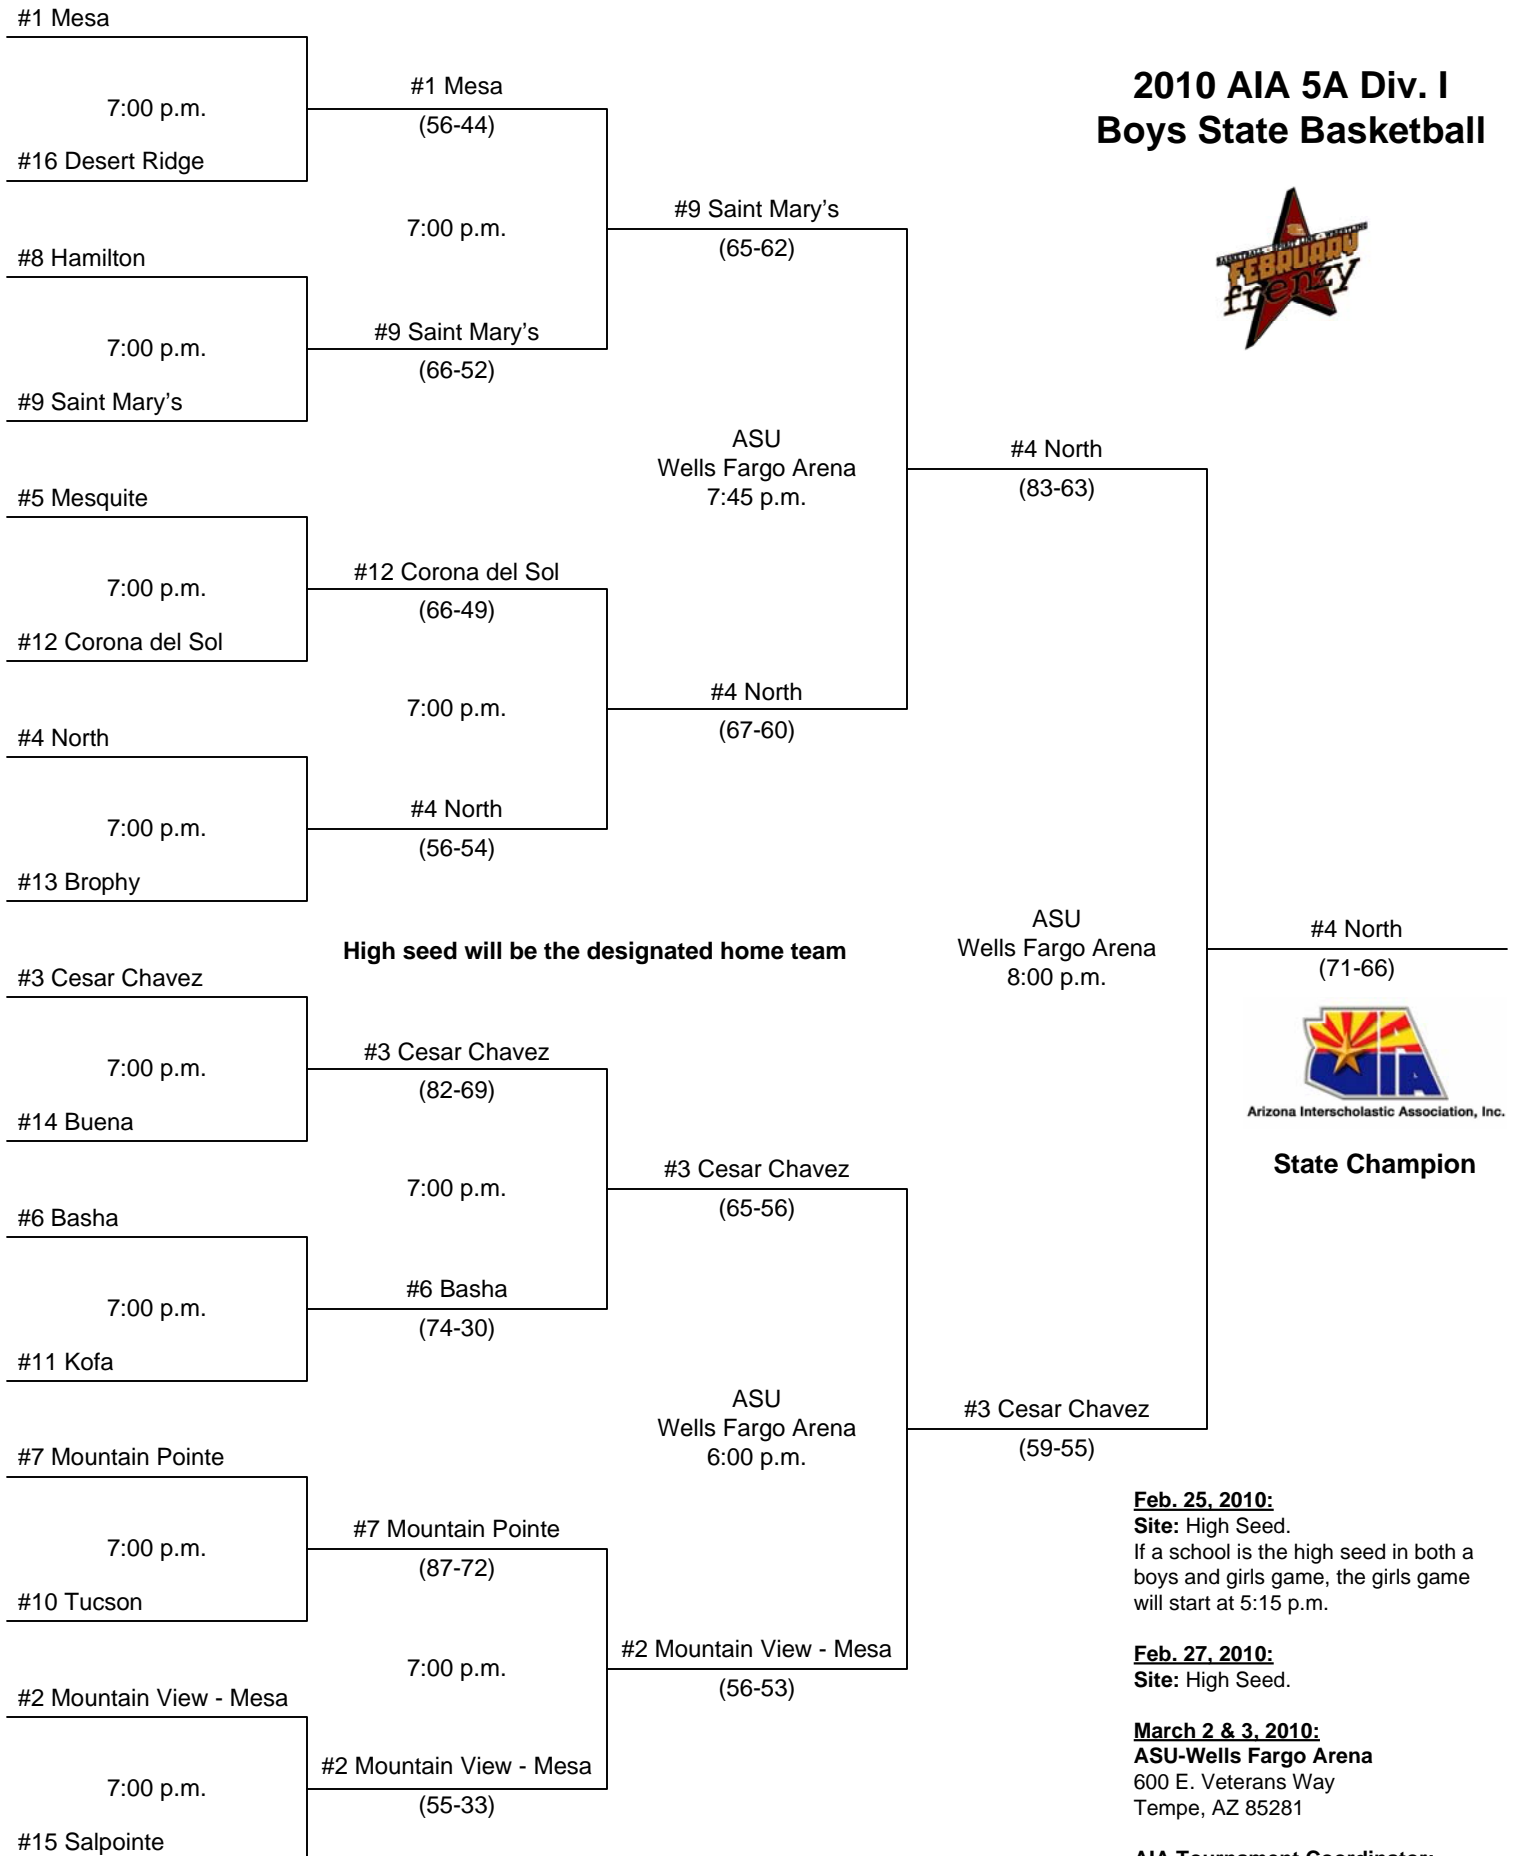 #1 Mesa
7:00 p.m.
#16 Desert Ridge
#8 Hamilton
7:00 p.m.
#9 Saint Mary’s
#5 Mesquite
7:00 p.m.
#12 Corona del Sol
#4 North
7:00 p.m.
#13 Brophy
#3 Cesar Chavez
7:00 p.m.
#14 Buena
#6 Basha
7:00 p.m.
#11 Kofa
#7 Mountain Pointe
7:00 p.m.
#10 Tucson
#2 Mountain View - Mesa
7:00 p.m.
#15 Salpointe
#1 Mesa
(56-44)
7:00 p.m.
#9 Saint Mary’s
(66-52)
#12 Corona del Sol
(66-49)
7:00 p.m.
#4 North
(56-54)
High seed will be the designated home team
#3 Cesar Chavez
(82-69)
7:00 p.m.
#6 Basha
(74-30)
#7 Mountain Pointe
(87-72)
7:00 p.m.
#2 Mountain View - Mesa
(55-33)
#9 Saint Mary’s
(65-62)
ASU
Wells Fargo Arena
7:45 p.m.
#4 North
(67-60)
#3 Cesar Chavez
(65-56)
ASU
Wells Fargo Arena
6:00 p.m.
#2 Mountain View - Mesa
(56-53)
#4 North
(83-63)
ASU
Wells Fargo Arena
8:00 p.m.
#3 Cesar Chavez
(59-55)
2010 AIA 5A Div. I
Boys State Basketball
BASKETBALL - SPIRIT LINE - WRESTLING
FEBRUARY
frenzy
#4 North
(71-66)
AIA
Arizona Interscholastic Association, Inc.
State Champion
Feb. 25, 2010:
Site: High Seed.
If a school is the high seed in both a
boys and girls game, the girls game
will start at 5:15 p.m.
Feb. 27, 2010:
Site: High Seed.
March 2 & 3, 2010:
ASU-Wells Fargo Arena
600 E. Veterans Way
Tempe, AZ 85281
AIA Tournament Coordinator: